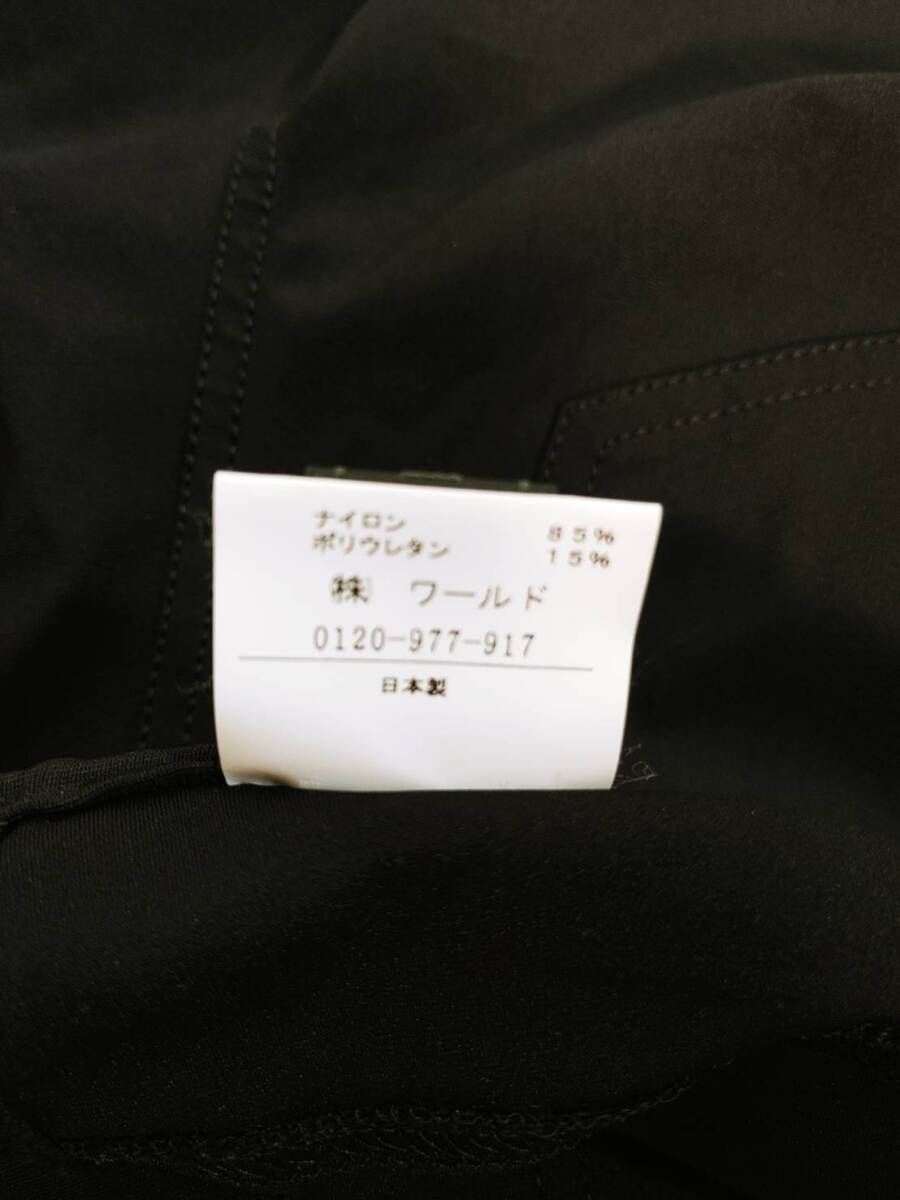 ナイロン 85%
ポリウレタン 15%
㈱ ワールド
0120-977-917
日本製